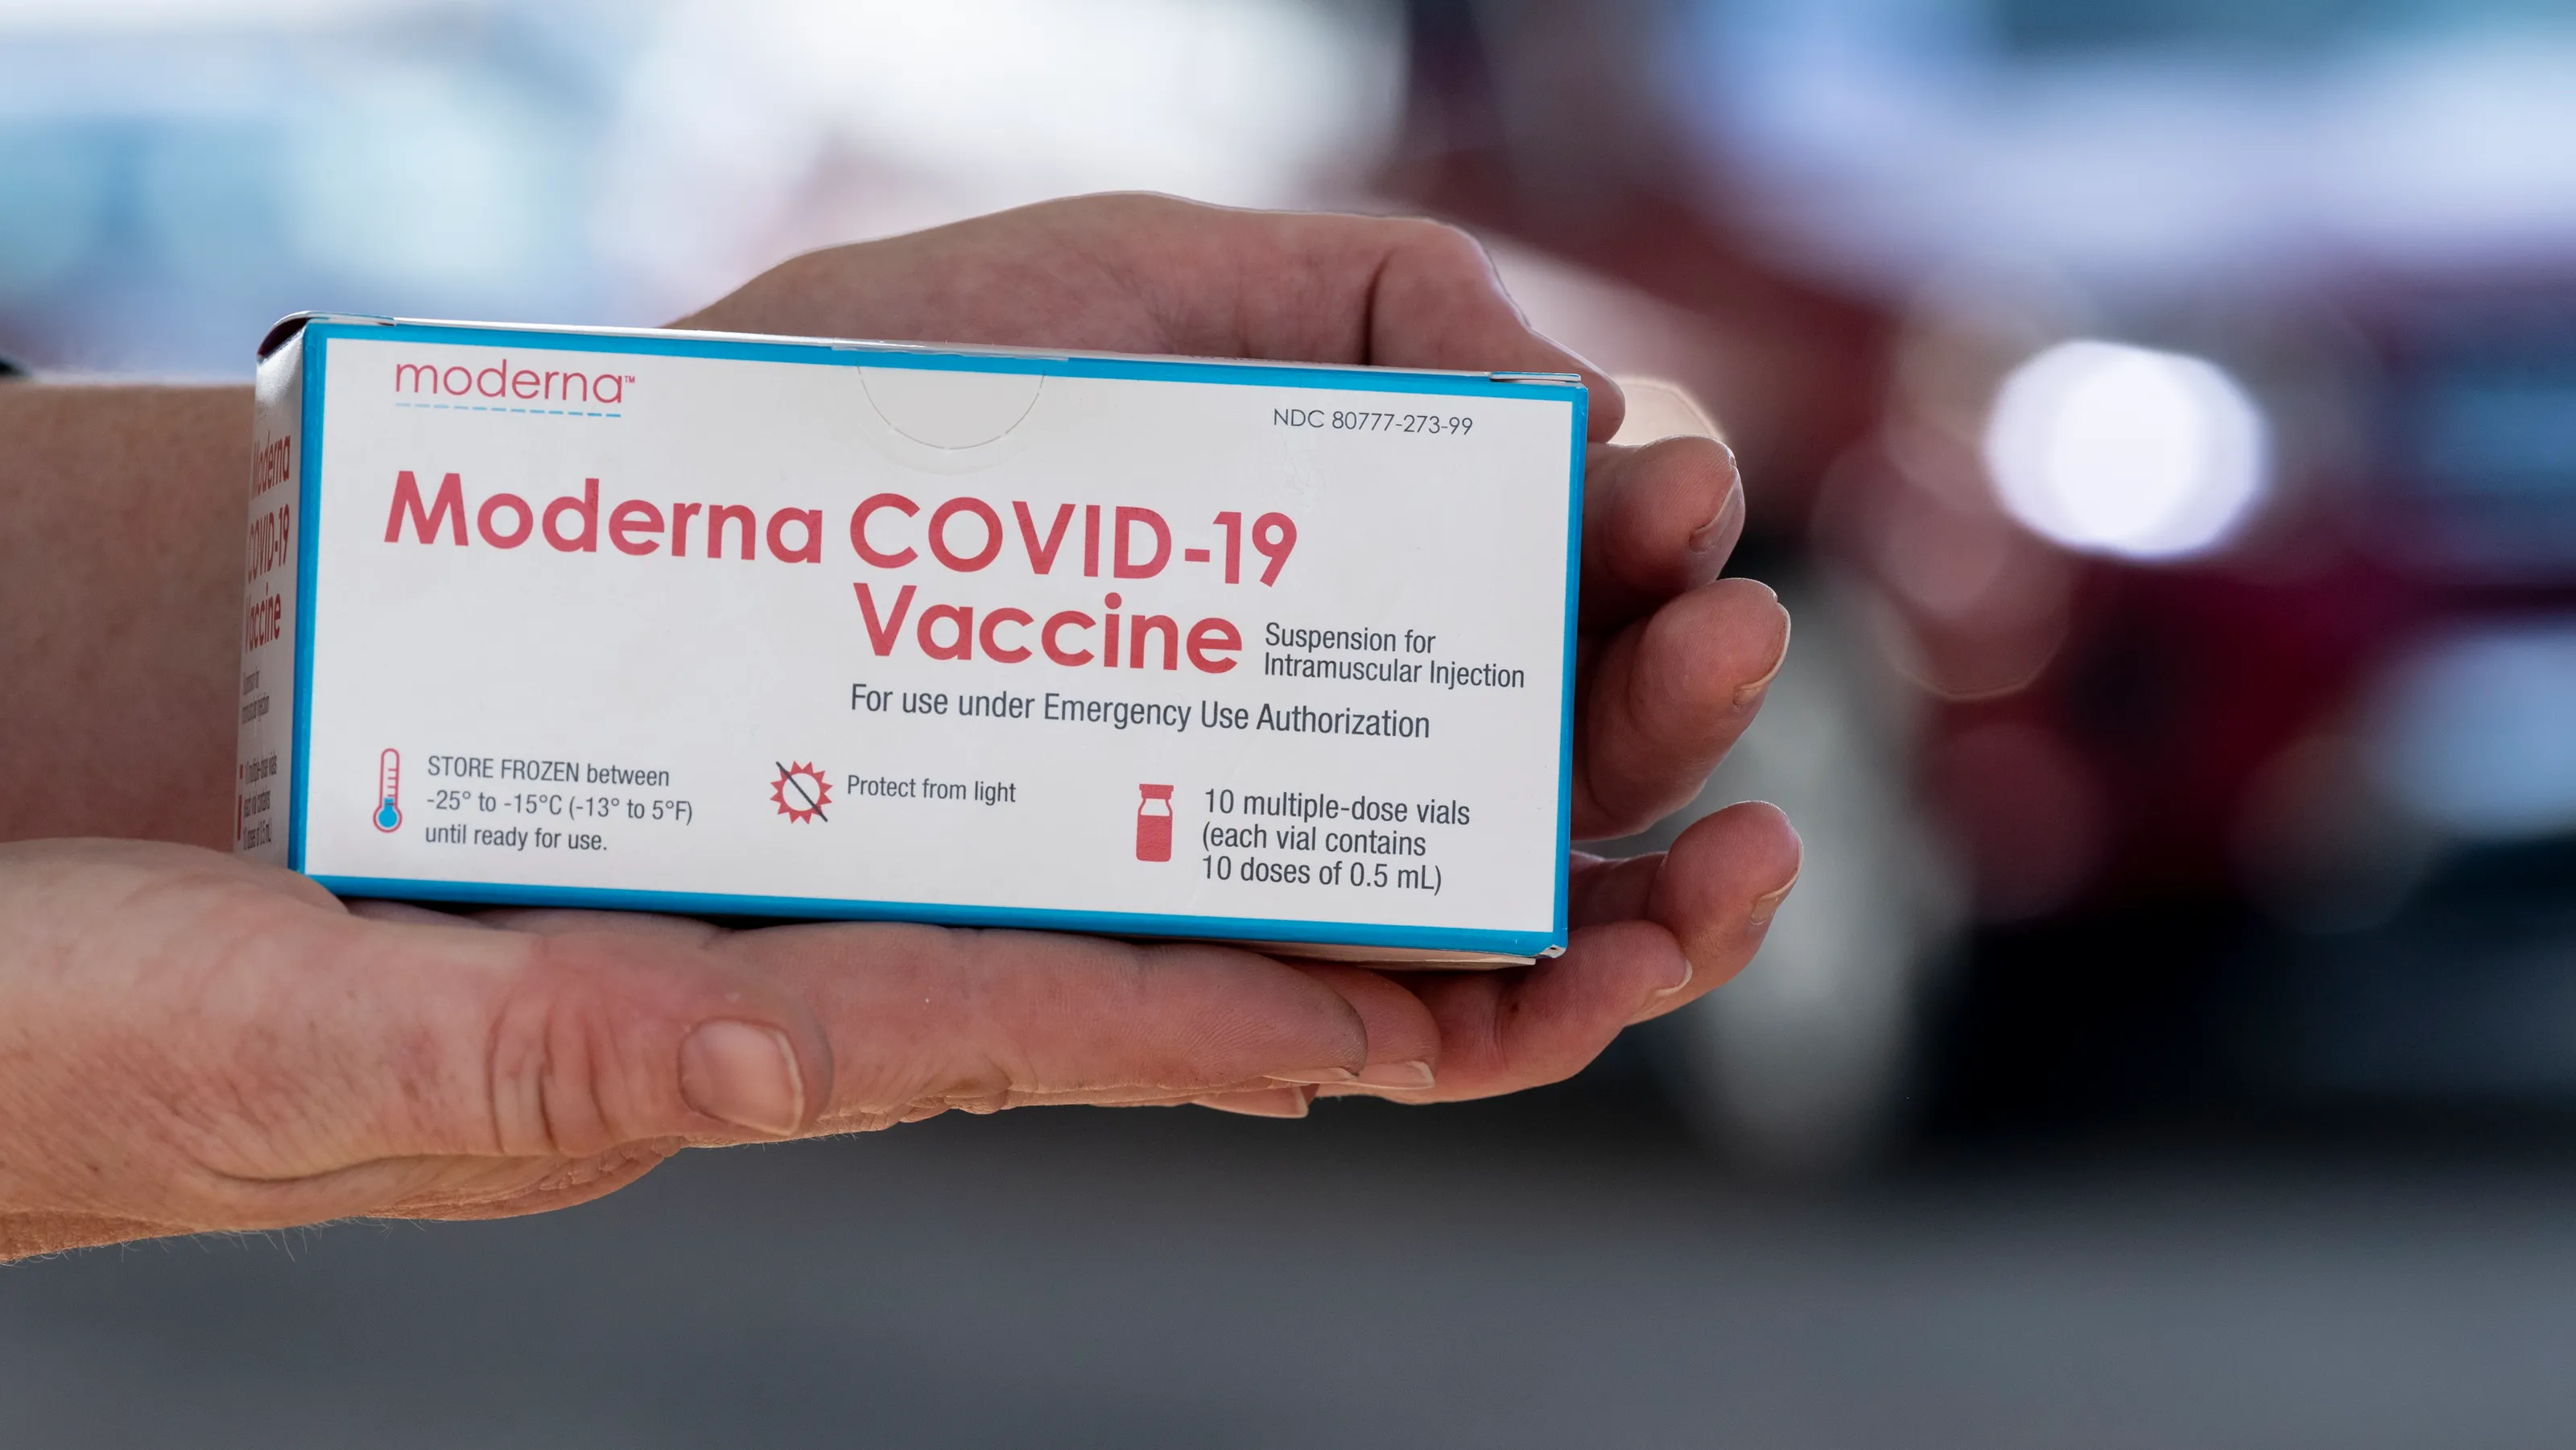 moderna™
NDC 80777-273-99
Moderna COVID-19
Vaccine
Suspension for
Intramuscular Injection
For use under Emergency Use Authorization
STORE FROZEN between
-25° to -15°C (-13° to 5°F)
until ready for use.
Protect from light
10 multiple-dose vials
(each vial contains
10 doses of 0.5 mL)
Moderna
COVID-19
Vaccine